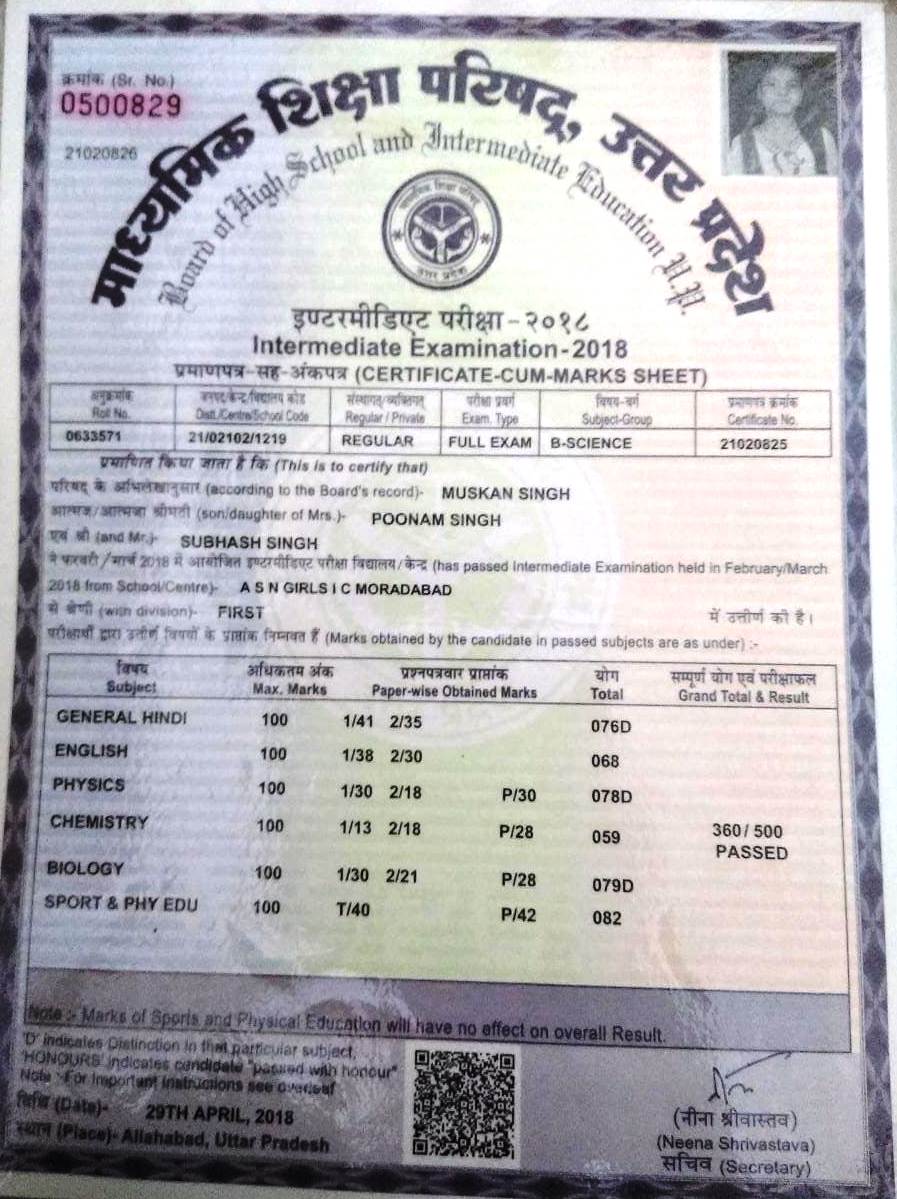 क्रमांक (Sr. No.)
0500829
21020826
माध्यमिक शिक्षा परिषद्, उत्तर प्रदेश
Board of High School and Intermediate Education U.P.
माध्यमिक शिक्षा परिषद्
उत्तर प्रदेश
इण्टरमीडिएट परीक्षा-२०१८
Intermediate Examination-2018
प्रमाणपत्र-सह-अंकपत्र (CERTIFICATE-CUM-MARKS SHEET)
अनुक्रमांक जनपद/केन्द्र/विद्यालय कोड संस्थागत/व्यक्तिगत परीक्षा प्रवर्ग विषय-वर्ग प्रमाणपत्र क्रमांक
Roll No. Dist./Centre/School Code Regular / Private Exam. Type Subject-Group Certificate No.
0633571 21/02102/1219 REGULAR FULL EXAM B-SCIENCE 21020825
प्रमाणित किया जाता है कि (This is to certify that)
परिषद के अभिलेखानुसार (according to the Board's record)- MUSKAN SINGH
आत्मज/आत्मजा श्रीमती (son/daughter of Mrs.)- POONAM SINGH
एवं श्री (and Mr.)- SUBHASH SINGH
ने फरवरी/मार्च 2018 में आयोजित इण्टरमीडिएट परीक्षा विद्यालय/केन्द्र (has passed Intermediate Examination held in February/March
2018 from School/Centre)- A S N GIRLS I C MORADABAD
से श्रेणी (with division)- FIRST में उत्तीर्ण की है।
परीक्षार्थी द्वारा उत्तीर्ण विषयों के प्राप्तांक निम्नवत हैं (Marks obtained by the candidate in passed subjects are as under) :-
विषय अधिकतम अंक प्रश्नपत्रवार प्राप्तांक योग सम्पूर्ण योग एवं परीक्षाफल
Subject Max. Marks Paper-wise Obtained Marks Total Grand Total & Result
GENERAL HINDI 100 1/41 2/35 076D
ENGLISH 100 1/38 2/30 068
PHYSICS 100 1/30 2/18 P/30 078D
CHEMISTRY 100 1/13 2/18 P/28 059 360/ 500
PASSED
BIOLOGY 100 1/30 2/21 P/28 079D
SPORT & PHY EDU 100 T/40 P/42 082
Note :- Marks of Sports and Physical Education will have no effect on overall Result.
'D' indicates Distinction in that particular subject,
'HONOURS' indicates candidate "passed with honour"
Note :-For Important Instructions see overleaf
तिथि (Date)- 29TH APRIL, 2018
स्थान (Place)- Allahabad, Uttar Pradesh
(नीना श्रीवास्तव)
(Neena Shrivastava)
सचिव (Secretary)